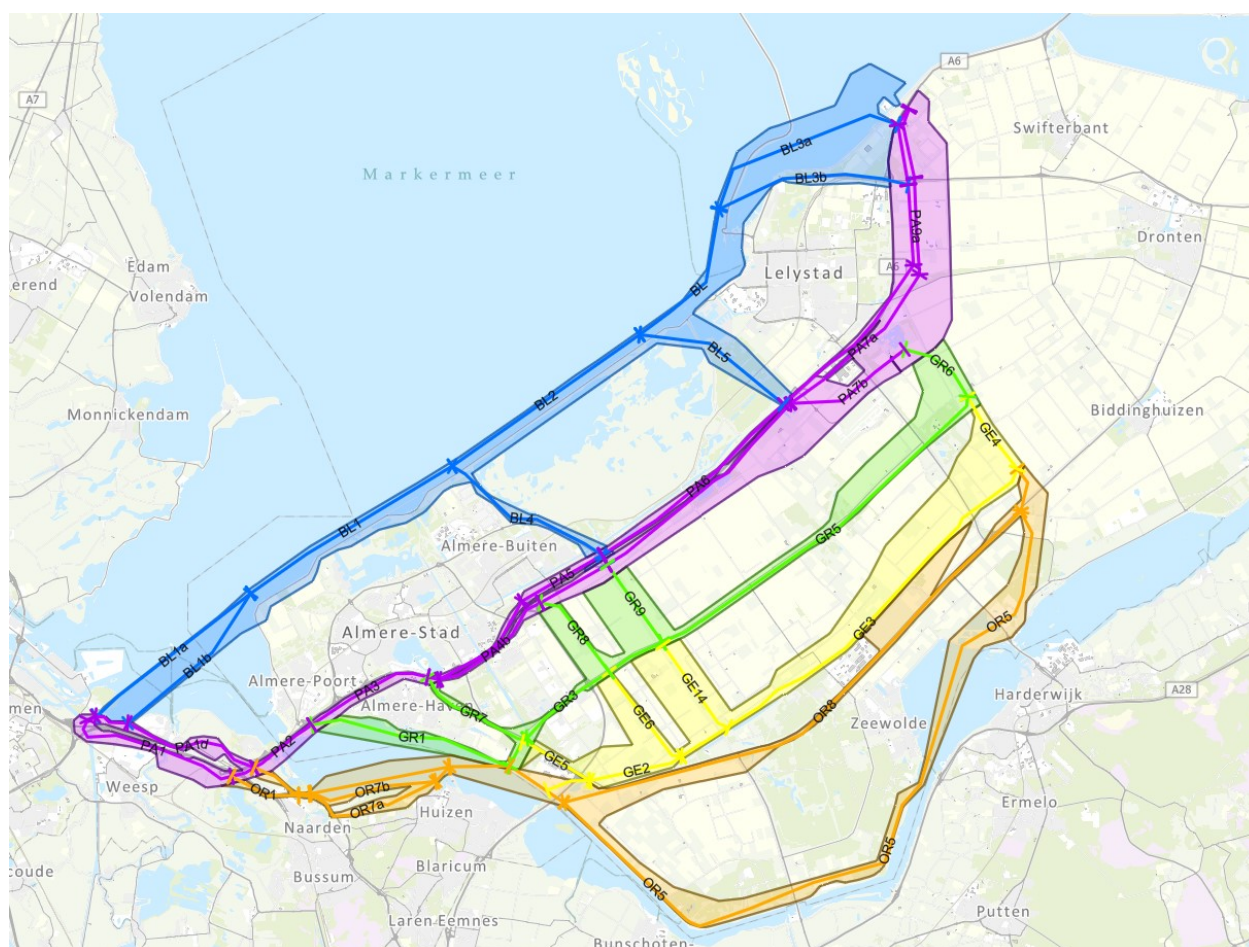 A7
A6
Swifterbant
Markermeer
BL3a
BL3b
PA9a
Dronten
Edam
Volendam
erend
Lelystad
A6
BL
BL5
PA7a
PA7b
GR6
Monnickendam
BL2
Biddinghuizen
GE4
PA6
BL1
BL4
Almere-Buiten
GR5
PA5
GR9
Almere-Stad
GR8
GE3
OR5
PA4b
BL1a
BL1b
Almere-Poort
PA3
Almere-Haven
GR7
GR3
GE14
GE6
Harderwijk
A28
men
PA2
GR1
OR8
Zeewolde
PA1
PA1d
Weesp
GE5
GE2
OR1
OR7b
OR7a
Huizen
Naarden
Ermelo
Blaricum
OR5
coude
Bussum
OR5
Laren Eemnes
Putten
Bunschoten-